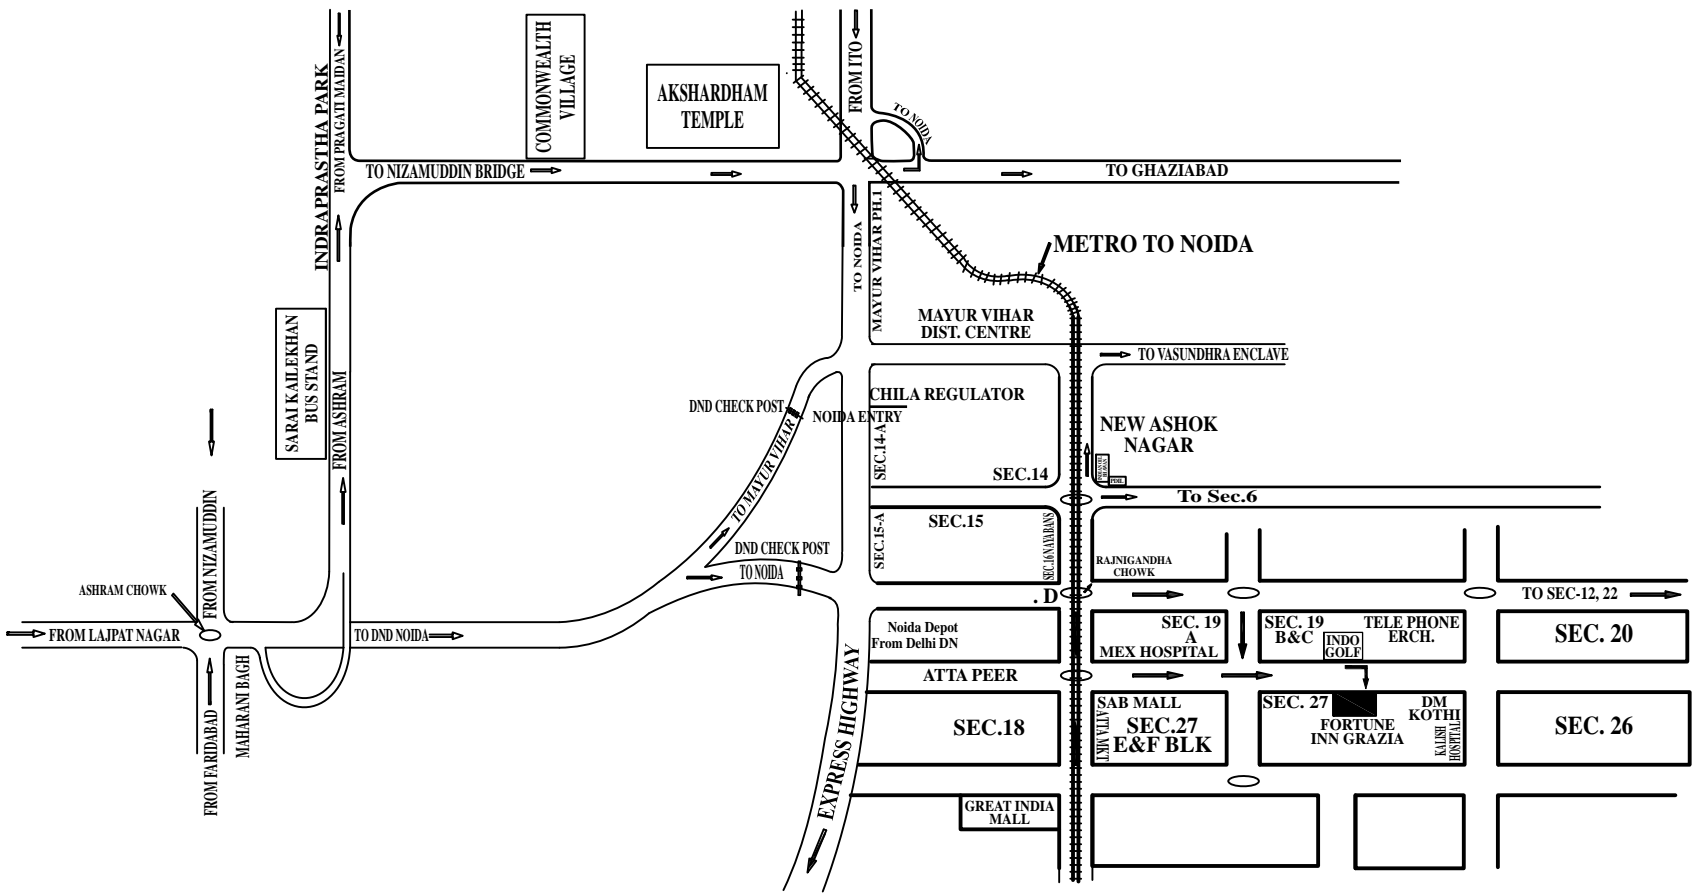 INDRAPRASTHA PARK
FROM PRAGATI MAIDAN
COMMONWEALTH
VILLAGE
AKSHARDHAM
TEMPLE
FROM ITO
TO NOIDA
TO NIZAMUDDIN BRIDGE
TO GHAZIABAD
TO NOIDA
MAYUR VIHAR PH.1
METRO TO NOIDA
MAYUR VIHAR
DIST. CENTRE
TO VASUNDHRA ENCLAVE
SARAI KAILEKHAN
BUS STAND
FROM ASHRAM
DND CHECK POST
NOIDA ENTRY
CHILA REGULATOR
TO MAYUR VIHAR
SEC.14-A
SEC.14
NEW ASHOK
NAGAR
PDIL
To Sec.6
SEC.15-A
SEC.15
SEC.16 NAYABANS
DND CHECK POST
TO NOIDA
RAJNIGANDHA
CHOWK
. D
TO SEC-12, 22
FROM NIZAMUDDIN
ASHRAM CHOWK
FROM LAJPAT NAGAR
TO DND NOIDA
FROM FARIDABAD
MAHARANI BAGH
Noida Depot
From Delhi DN
SEC. 19
A
MEX HOSPITAL
SEC. 19
B&C
INDO
GOLF
TELE PHONE
ERCH.
SEC. 20
ATTA PEER
EXPRESS HIGHWAY
SEC.18
SAB MALL
ATTA MKT
SEC.27
E&F BLK
SEC. 27
FORTUNE
INN GRAZIA
DM
KOTHI
KALISH
HOSPITAL
SEC. 26
GREAT INDIA
MALL